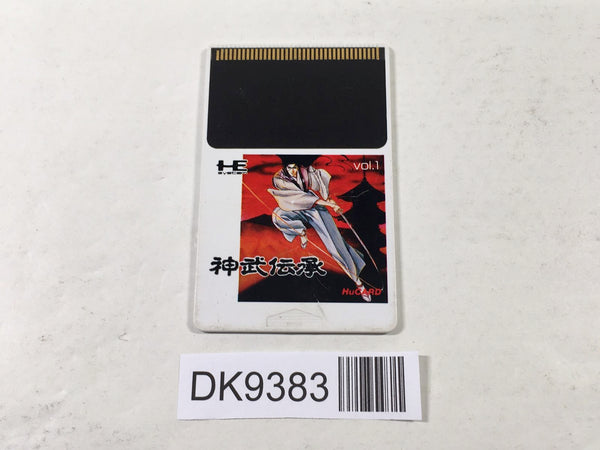 HE
system
vol.1
神武伝承
HuCARD
DK9383